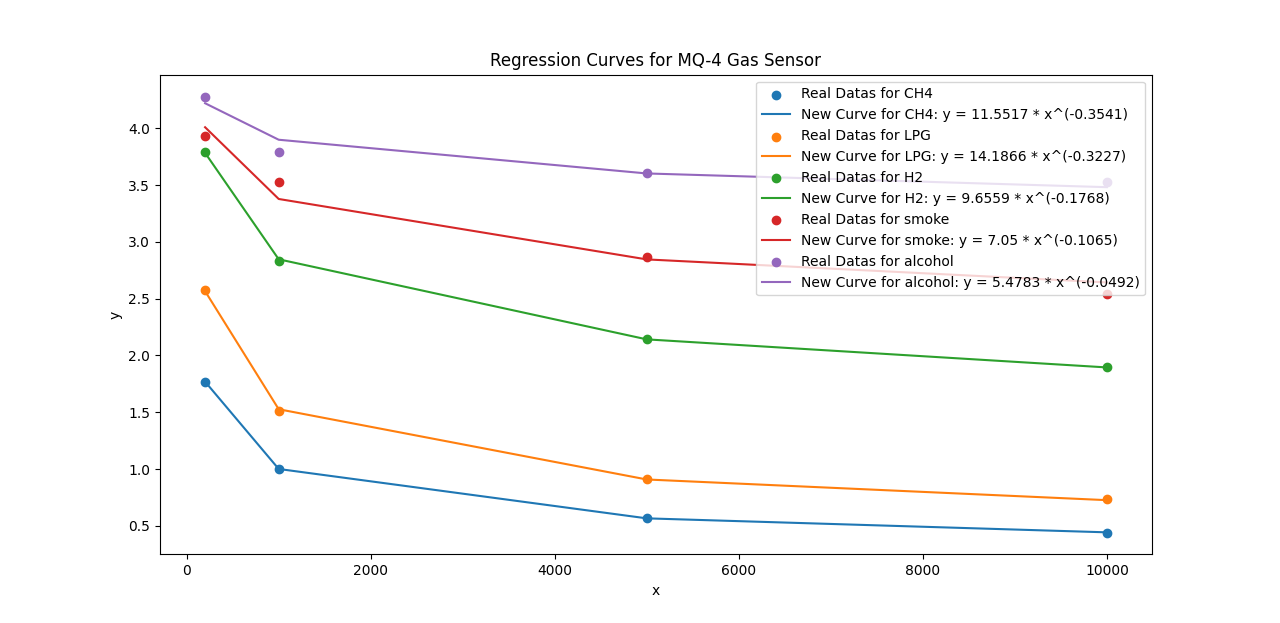 Regression Curves for MQ-4 Gas Sensor
Real Datas for CH4
New Curve for CH4: y = 11.5517 * x^(-0.3541)
Real Datas for LPG
New Curve for LPG: y = 14.1866 * x^(-0.3227)
Real Datas for H2
New Curve for H2: y = 9.6559 * x^(-0.1768)
Real Datas for smoke
New Curve for smoke: y = 7.05 * x^(-0.1065)
Real Datas for alcohol
New Curve for alcohol: y = 5.4783 * x^(-0.0492)
4.0
3.5
3.0
2.5
2.0
1.5
1.0
0.5
y
0 2000 4000 6000 8000 10000
x